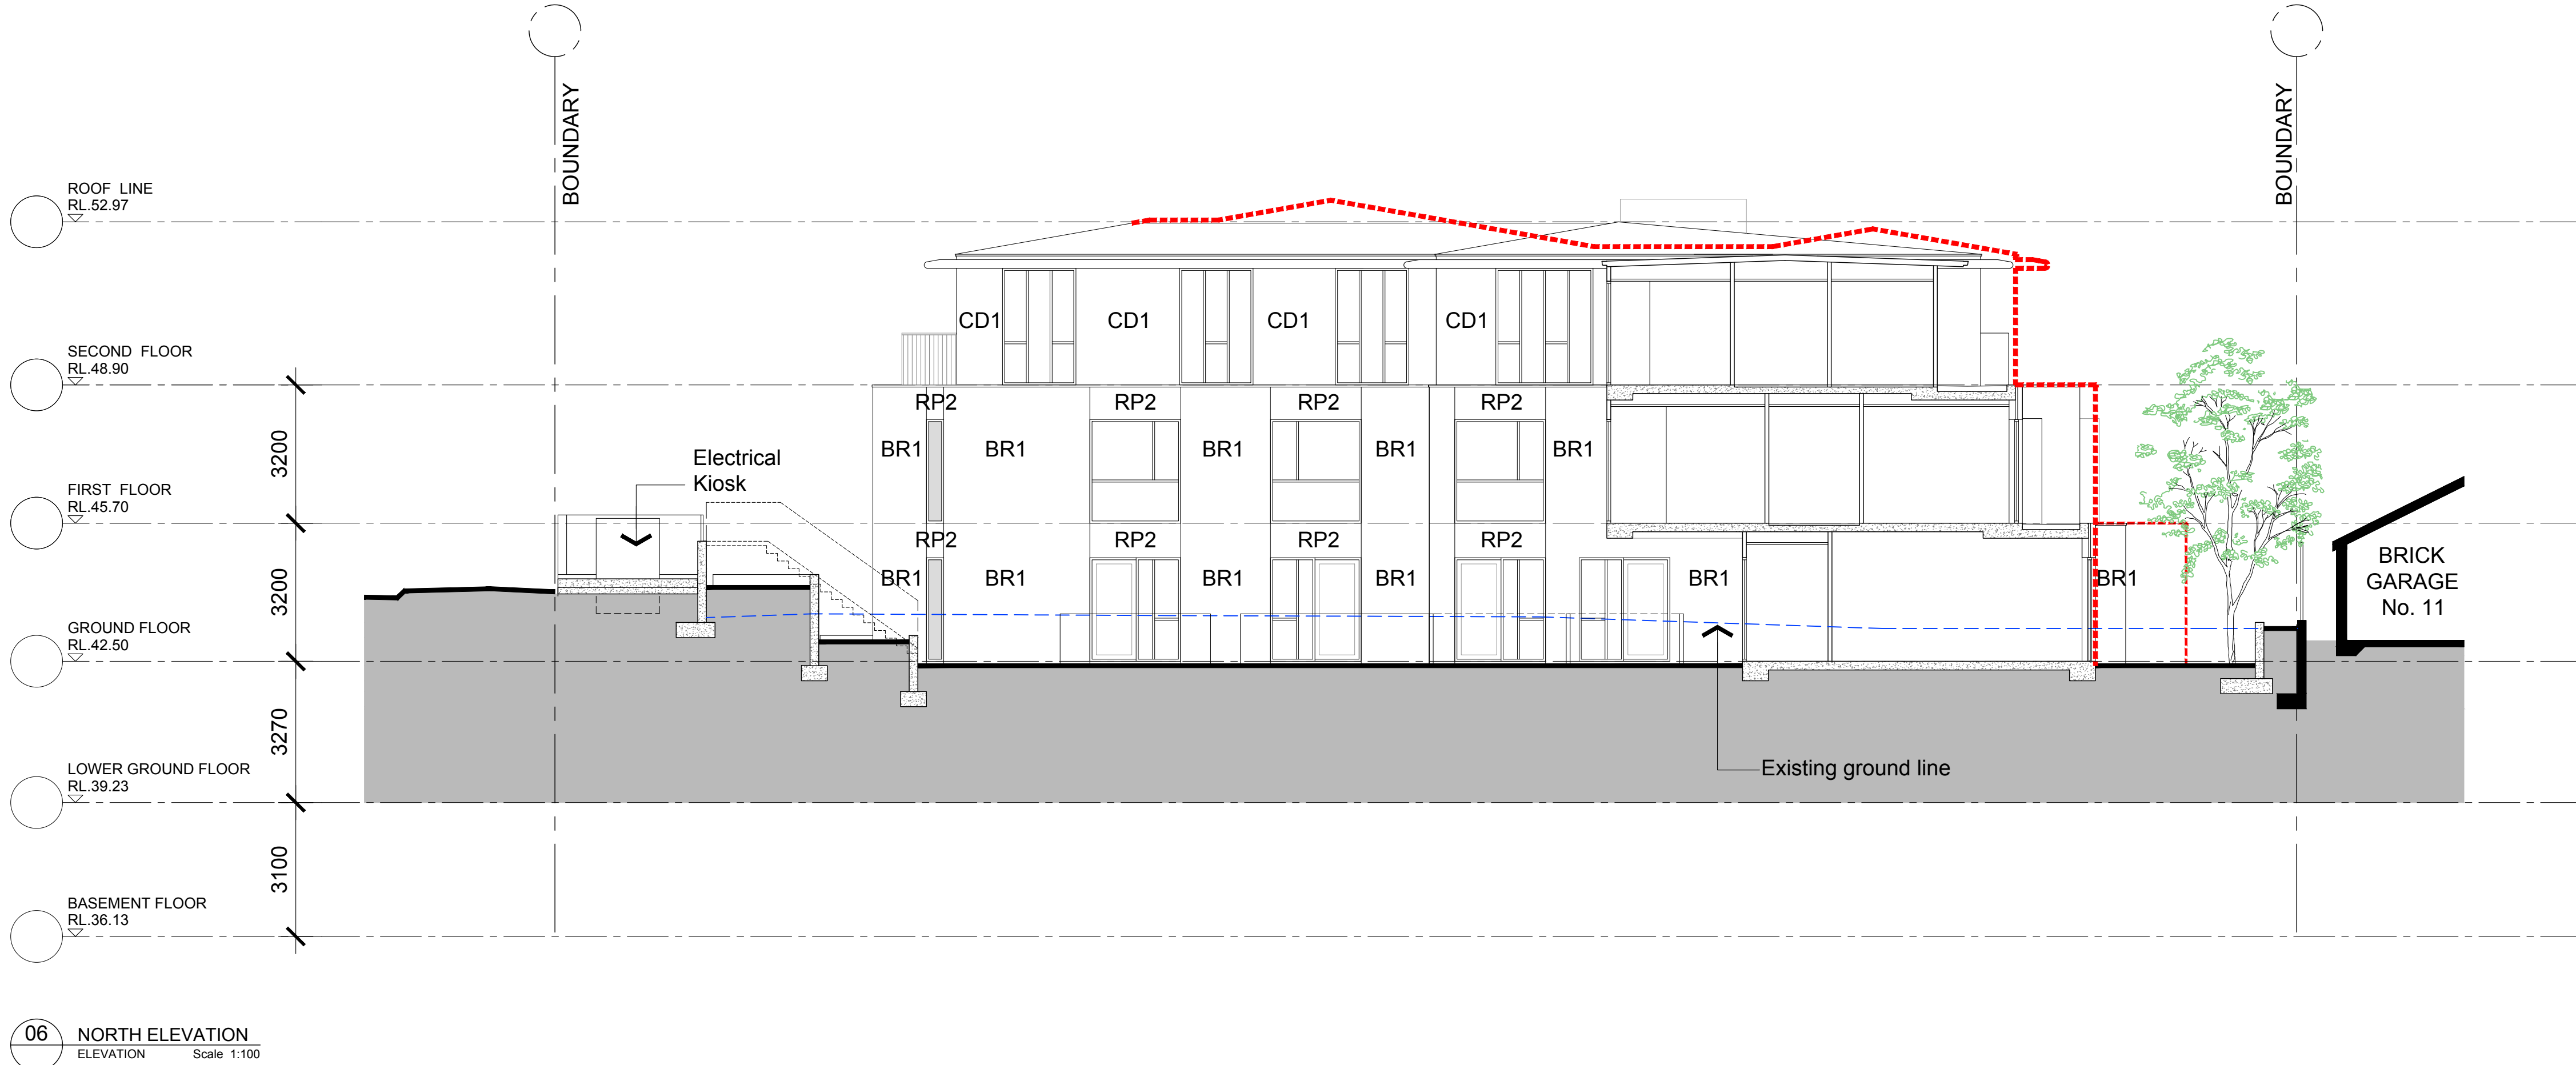 BOUNDARY
BOUNDARY
ROOF LINE
RL.52.97
CD1 CD1 CD1 CD1
SECOND FLOOR
RL.48.90
RP2 RP2 RP2 RP2
3200
BR1 BR1 BR1 BR1 BR1
Electrical
Kiosk
FIRST FLOOR
RL.45.70
RP2 RP2 RP2 RP2
3200
BR1 BR1 BR1 BR1 BR1 BR1
BRICK
GARAGE
No. 11
GROUND FLOOR
RL.42.50
3270
Existing ground line
LOWER GROUND FLOOR
RL.39.23
3100
BASEMENT FLOOR
RL.36.13
06 NORTH ELEVATION
ELEVATION Scale 1:100